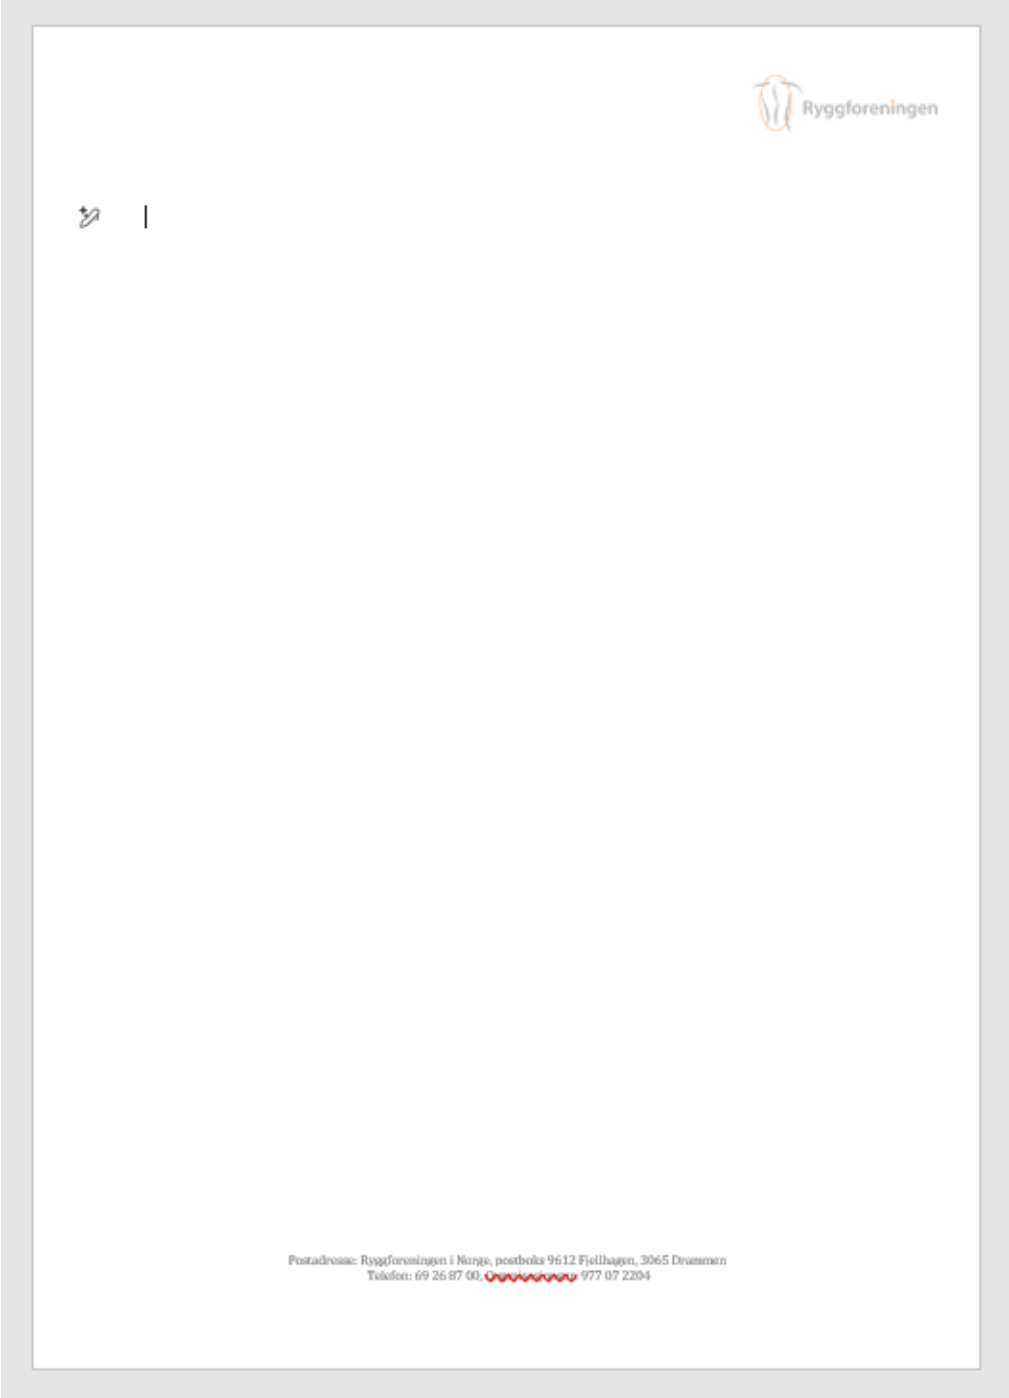 Ryggforeningen
Postadresse: Ryggforeningen i Norge, postboks 9612 Fjellhagen, 3065 Drammen
Telefon: 69 26 87 00, 977 07 2204